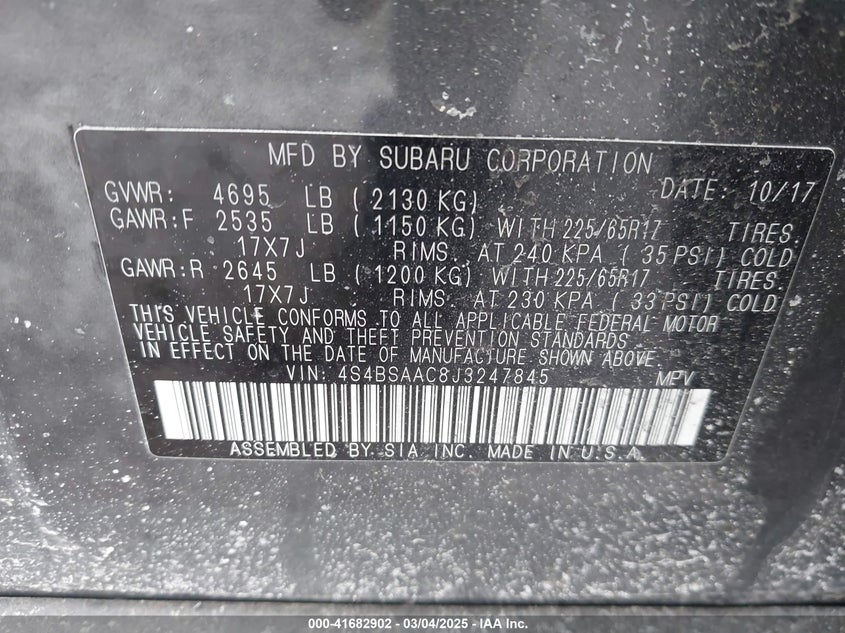 MFD BY SUBARU CORPORATION
GVWR: 4695 LB ( 2130 KG) DATE: 10/17
GAWR:F 2535 LB ( 1150 KG) WITH 225/65R17 TIRES.
17X7J RIMS. AT 240 KPA ( 35 PSI) COLD
GAWR:R 2645 LB ( 1200 KG) WITH 225/65R17 TIRES
17X7J RIMS. AT 230 KPA ( 33 PSI) COLD.
THIS VEHICLE CONFORMS TO ALL APPLICABLE FEDERAL MOTOR
VEHICLE SAFETY AND THEFT PREVENTION STANDARDS
IN EFFECT ON THE DATE OF MANUFACTURE SHOWN ABOVE.
VIN: 4S4BSAAC8J3247845 MPV
ASSEMBLED BY SIA INC. MADE IN U.S.A.
000-41682902 - 03/04/2025 - IAA Inc.